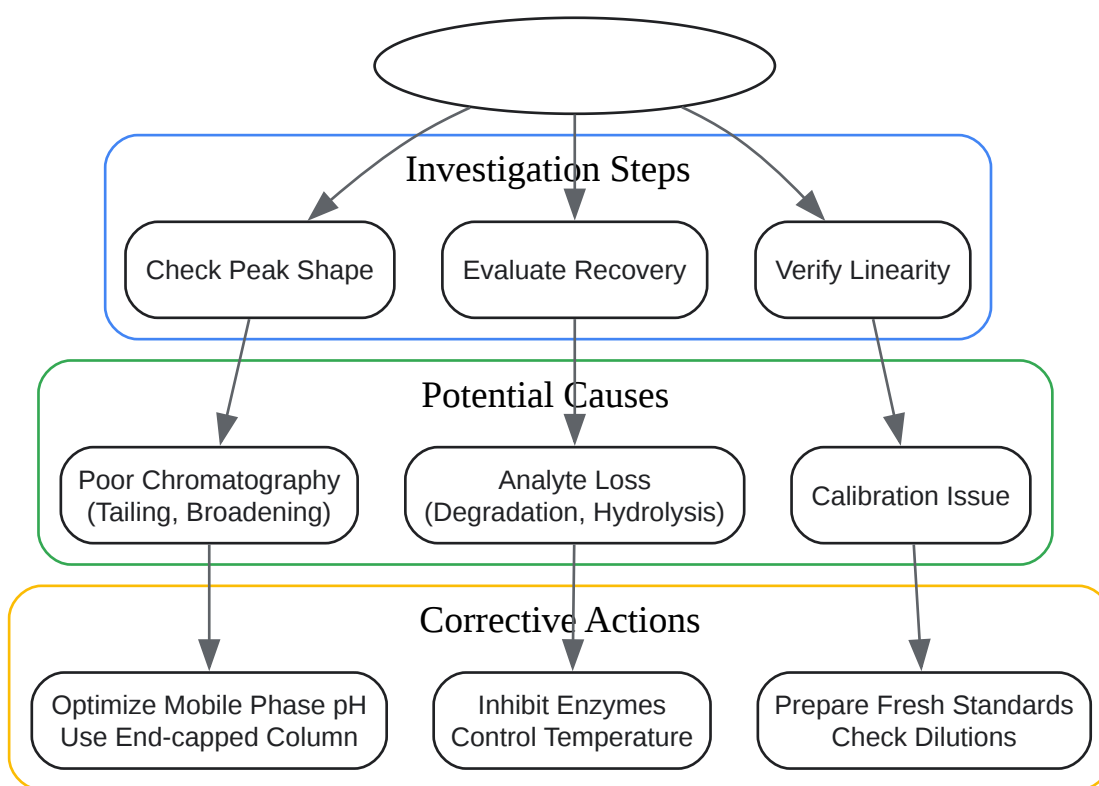 Investigation Steps
Check Peak Shape
Evaluate Recovery
Verify Linearity
Potential Causes
Poor Chromatography
(Tailing, Broadening)
Analyte Loss
(Degradation, Hydrolysis)
Calibration Issue
Corrective Actions
Optimize Mobile Phase pH
Use End-capped Column
Inhibit Enzymes
Control Temperature
Prepare Fresh Standards
Check Dilutions